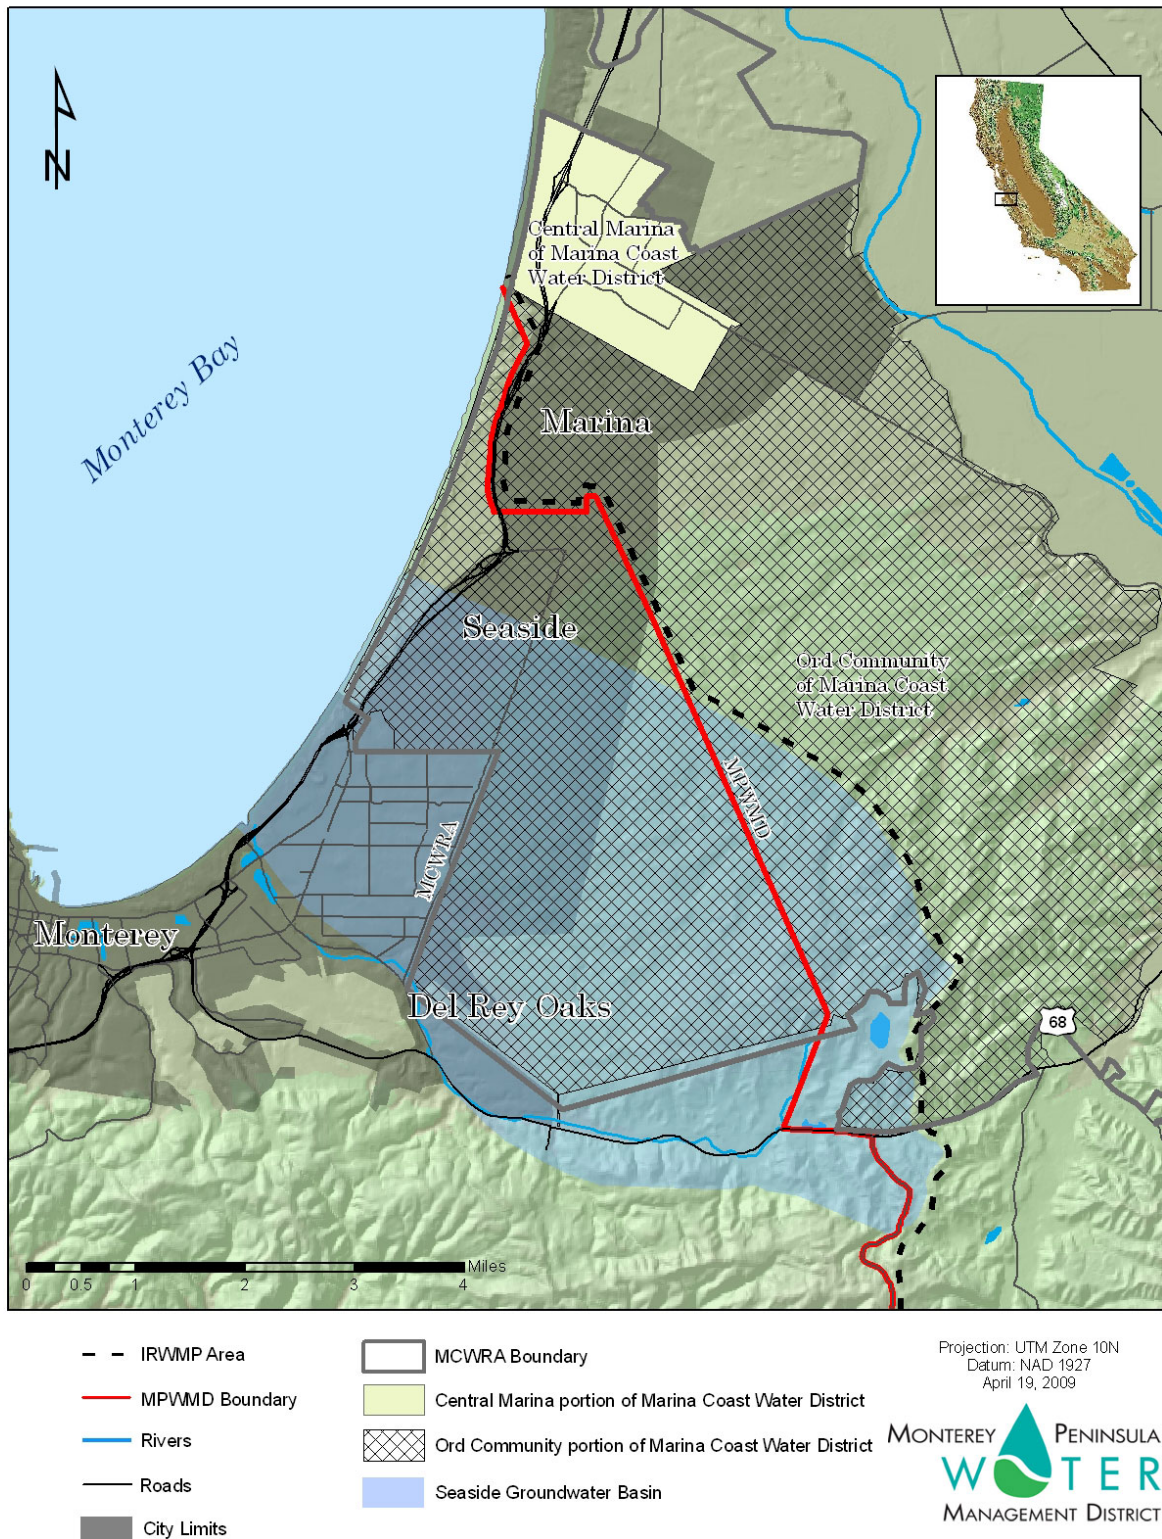 N
Central Marina
of Marina Coast
Water District
Monterey Bay
Marina
Seaside
Ord Community
of Marina Coast
Water District
MPWMD
MCWRA
Monterey
Del Rey Oaks
68
Miles
0 0.5 1 2 3 4
IRWMP Area
MPWMD Boundary
Rivers
Roads
City Limits
MCWRA Boundary
Central Marina portion of Marina Coast Water District
Ord Community portion of Marina Coast Water District
Seaside Groundwater Basin
Projection: UTM Zone 10N
Datum: NAD 1927
April 19, 2009
MONTEREY PENINSULA
WATER
MANAGEMENT DISTRICT